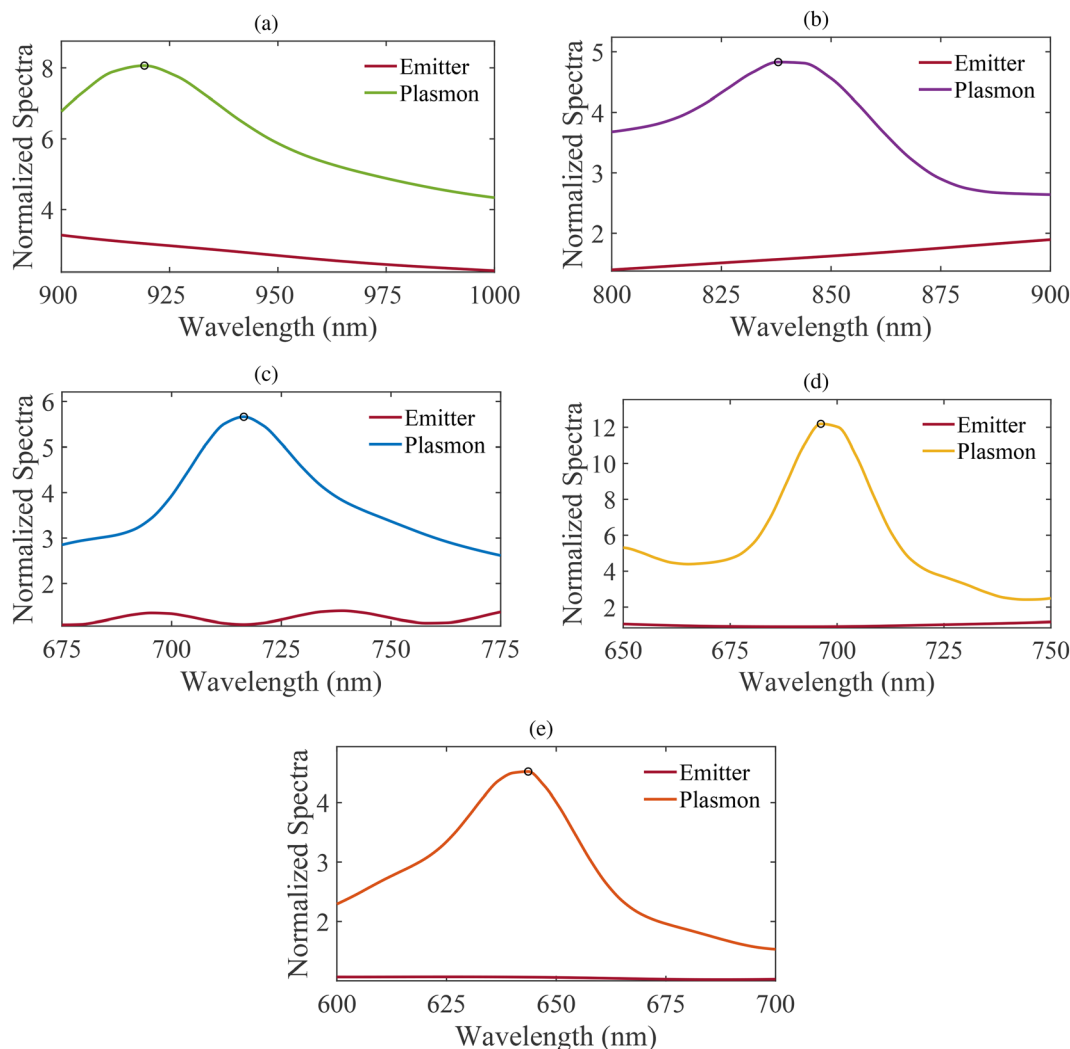 (a)
Normalized Spectra
8
6
4
Emitter
Plasmon
900 925 950 975 1000
Wavelength (nm)
(b)
Normalized Spectra
5
4
3
2
Emitter
Plasmon
800 825 850 875 900
Wavelength (nm)
(c)
Normalized Spectra
6
5
4
3
2
Emitter
Plasmon
675 700 725 750 775
Wavelength (nm)
(d)
Normalized Spectra
12
10
8
6
4
2
Emitter
Plasmon
650 675 700 725 750
Wavelength (nm)
(e)
Normalized Spectra
4
3
2
Emitter
Plasmon
600 625 650 675 700
Wavelength (nm)